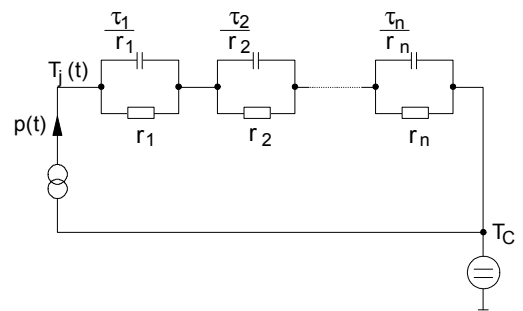 τ1 τ2 τn
r1 r2 rn
Tj (t)
p(t)
r1 r2 rn
TC